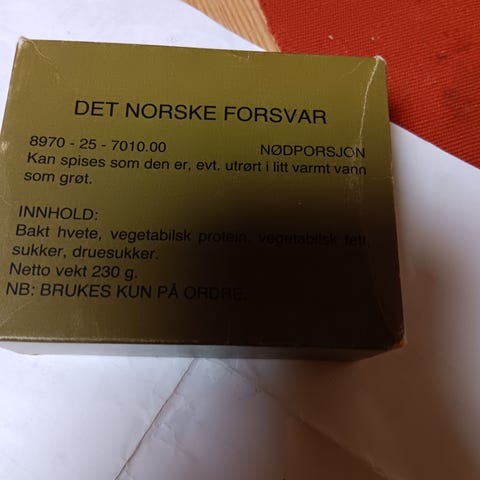 DET NORSKE FORSVAR
8970 - 25 - 7010.00 NØDPORSJON
Kan spises som den er, evt. utrørt i litt varmt vann
som grøt.
INNHOLD:
Bakt hvete, vegetabilsk protein, vegetabilsk fett,
sukker, druesukker.
Netto vekt 230 g.
NB: BRUKES KUN PÅ ORDRE.